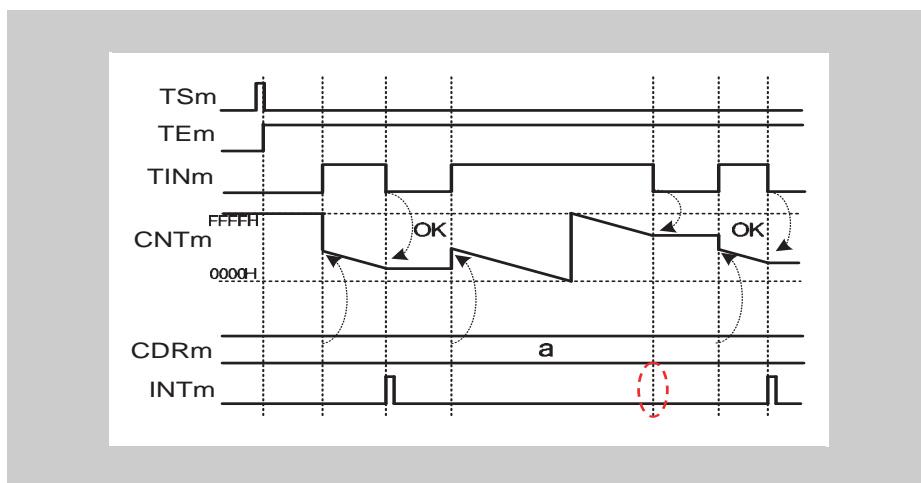 TSm
TEm
TINm
FFFFH
OK
OK
CNTm
0000H
a
CDRm
INTm